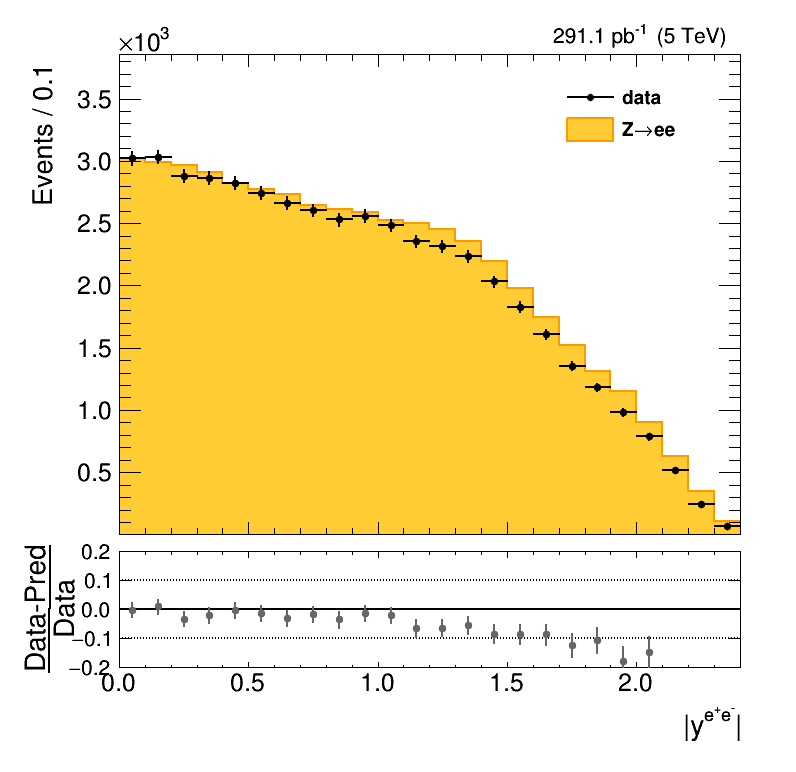 ×10³
291.1 pb⁻¹ (5 TeV)
Events / 0.1
3.5
3.0
2.5
2.0
1.5
1.0
0.5
data
Z→ee
Data-Pred
Data
0.2
0.1
0.0
−0.1
−0.2
0.0 0.5 1.0 1.5 2.0
|y^{e⁺e⁻}|